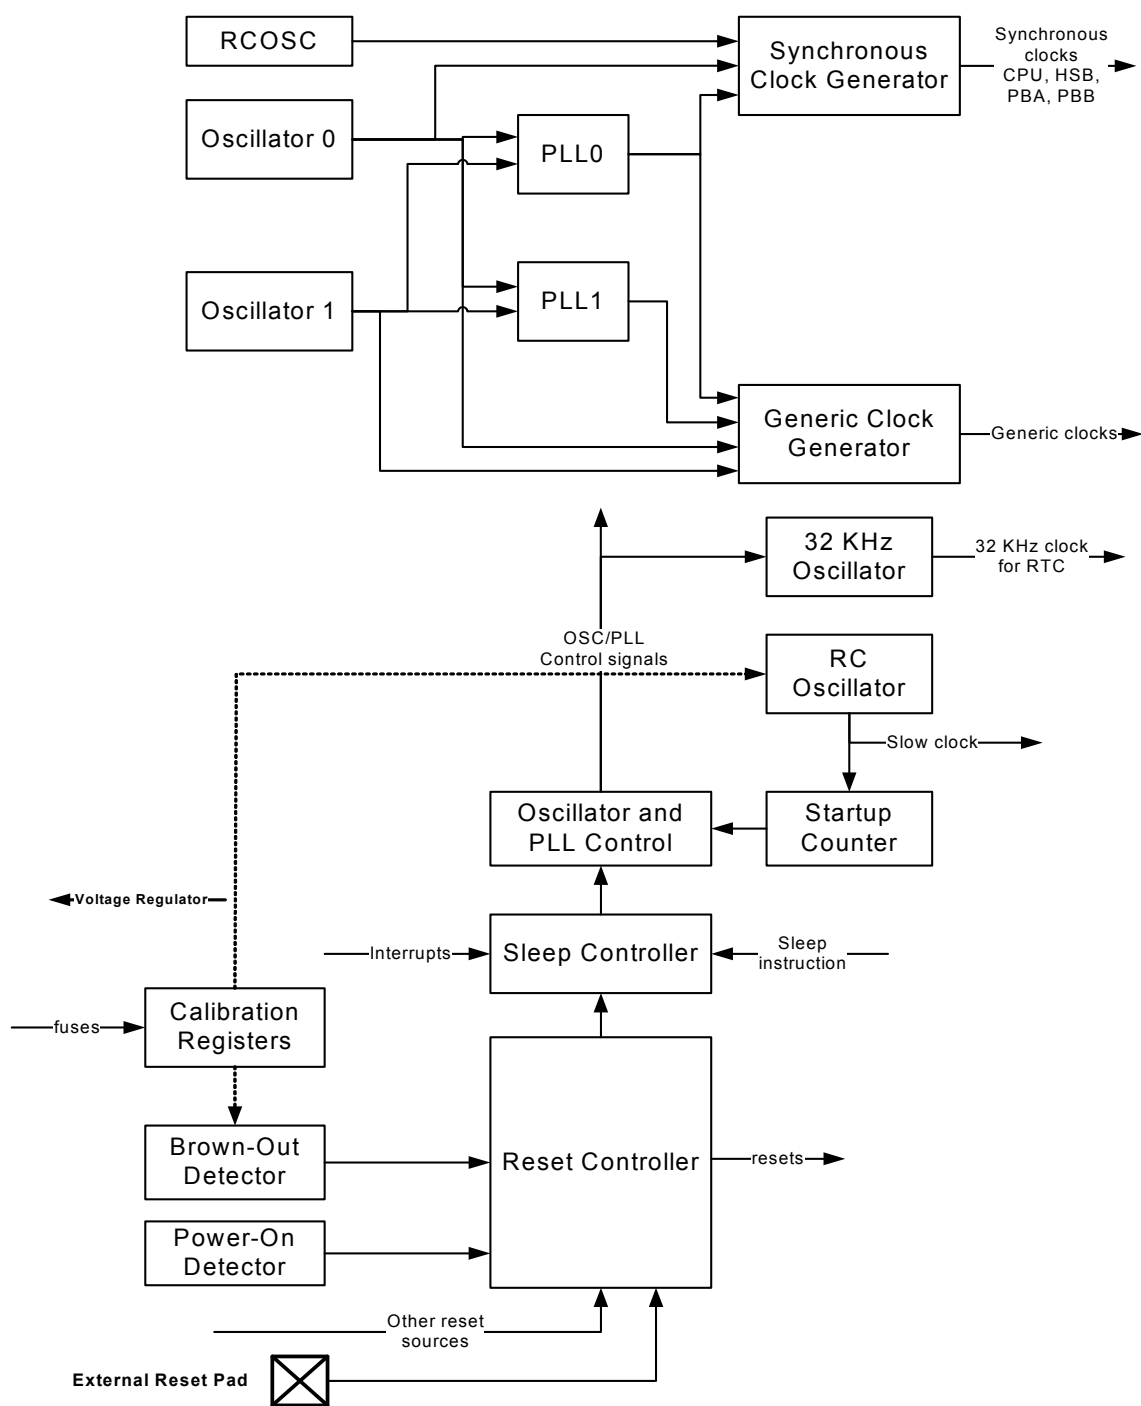 RCOSC
Synchronous
Clock Generator
Synchronous
clocks
CPU, HSB,
PBA, PBB
Oscillator 0
PLL0
Oscillator 1
PLL1
Generic Clock
Generator
Generic clocks
32 KHz
Oscillator
32 KHz clock
for RTC
OSC/PLL
Control signals
RC
Oscillator
Slow clock
Oscillator and
PLL Control
Startup
Counter
Voltage Regulator
Interrupts
Sleep Controller
Sleep
instruction
fuses
Calibration
Registers
Brown-Out
Detector
Reset Controller
resets
Power-On
Detector
Other reset
sources
External Reset Pad